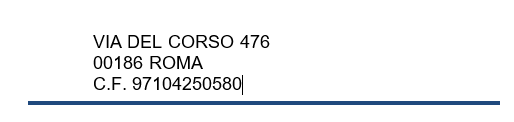 VIA DEL CORSO 476
00186 ROMA
C.F. 97104250580